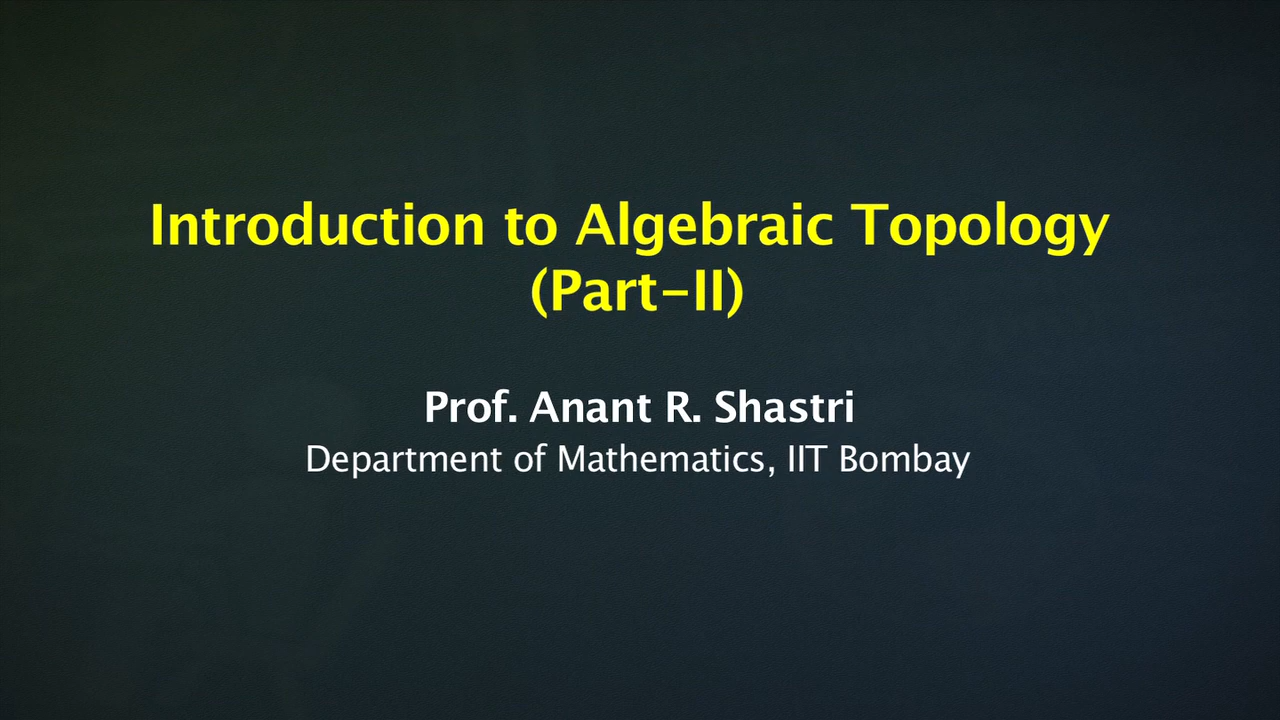 Introduction to Algebraic Topology
(Part-II)
Prof. Anant R. Shastri
Department of Mathematics, IIT Bombay